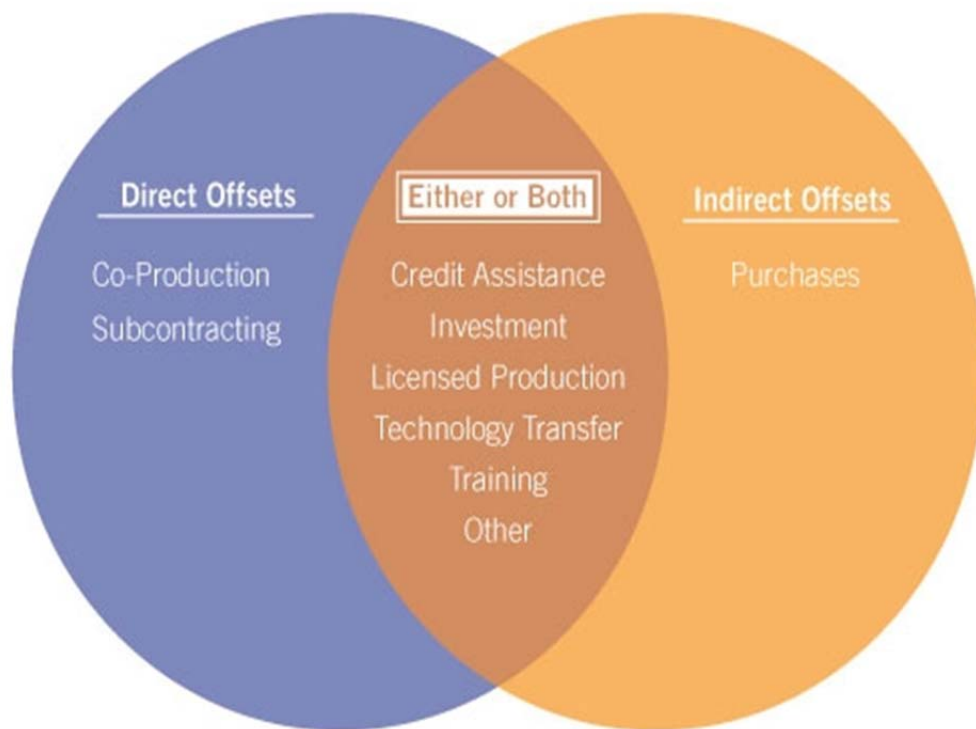 Direct Offsets
Co-Production
Subcontracting
Either or Both
Credit Assistance
Investment
Licensed Production
Technology Transfer
Training
Other
Indirect Offsets
Purchases